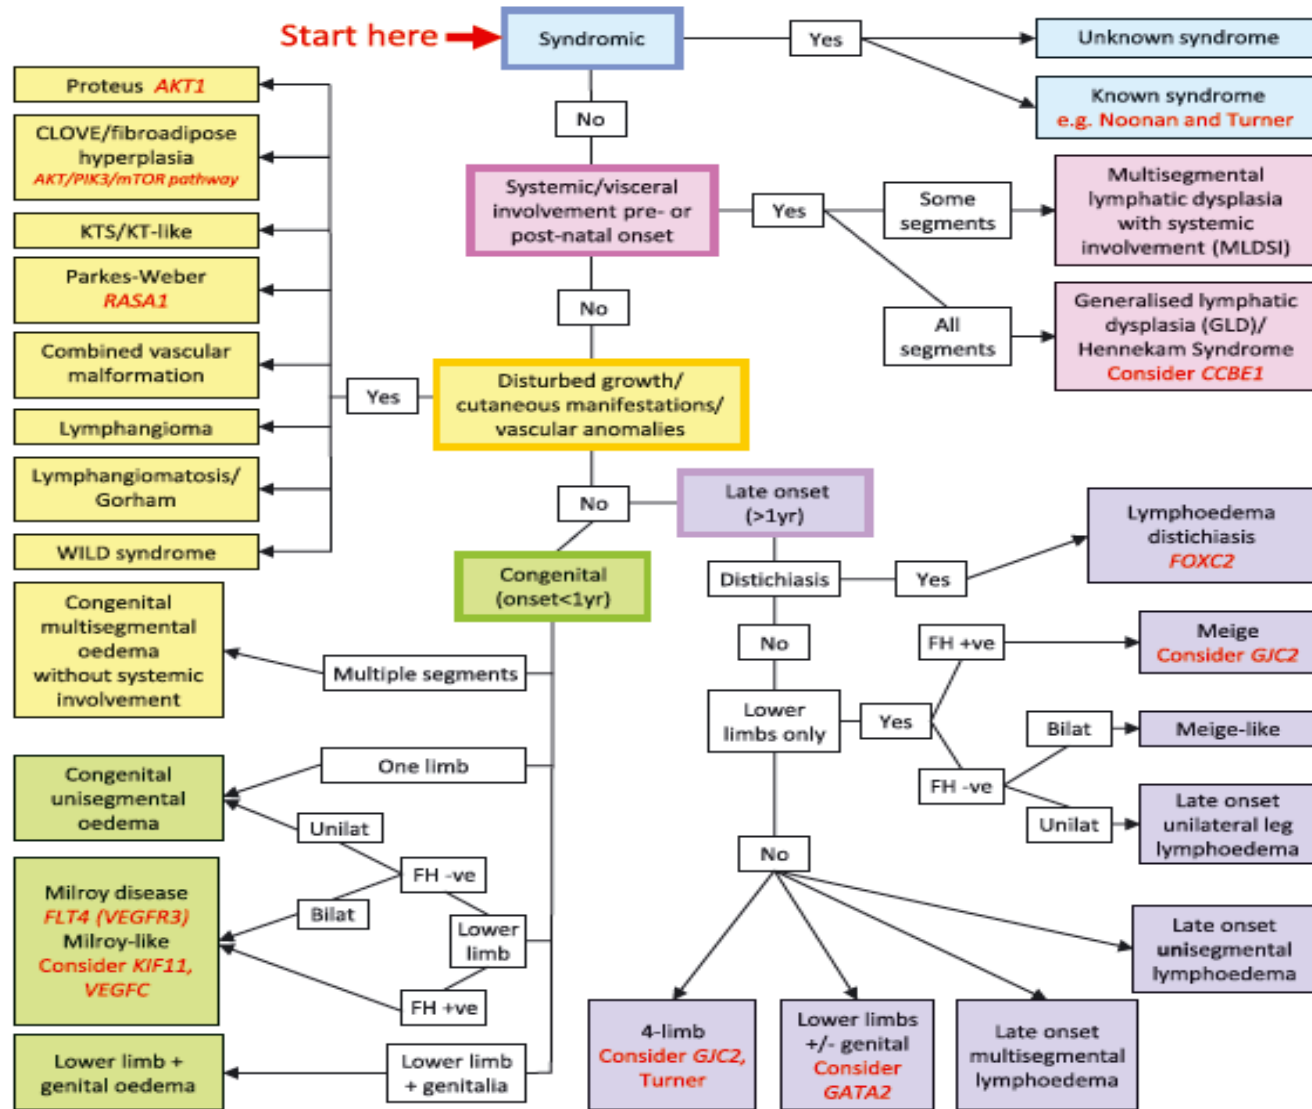 Start here
Syndromic
Yes
Unknown syndrome
Known syndrome
e.g. Noonan and Turner
No
Systemic/visceral
involvement pre- or
post-natal onset
Yes
Some
segments
Multisegmental
lymphatic dysplasia
with systemic
involvement (MLDSI)
All
segments
Generalised lymphatic
dysplasia (GLD)/
Hennekam Syndrome
Consider CCBE1
No
Disturbed growth/
cutaneous manifestations/
vascular anomalies
Yes
Proteus AKT1
CLOVE/fibroadipose
hyperplasia
AKT/PIK3/mTOR pathway
KTS/KT-like
Parkes-Weber
RASA1
Combined vascular
malformation
Lymphangioma
Lymphangiomatosis/
Gorham
WILD syndrome
No
Late onset
(>1yr)
Congenital
(onset<1yr)
Multiple segments
Congenital
multisegmental
oedema
without systemic
involvement
One limb
Congenital
unisegmental
oedema
Unilat
FH -ve
Bilat
Lower
limb
FH +ve
Milroy disease
FLT4 (VEGFR3)
Milroy-like
Consider KIF11,
VEGFC
Lower limb
+ genitalia
Lower limb +
genital oedema
Distichiasis
Yes
Lymphoedema
distichiasis
FOXC2
No
Lower
limbs only
Yes
FH +ve
Meige
Consider GJC2
FH -ve
Bilat
Meige-like
Unilat
Late onset
unilateral leg
lymphoedema
No
4-limb
Consider GJC2,
Turner
Lower limbs
+/- genital
Consider
GATA2
Late onset
multisegmental
lymphoedema
Late onset
unisegmental
lymphoedema